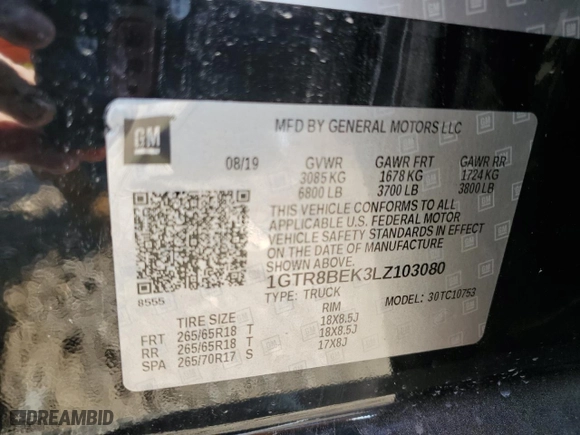 GM
MFD BY GENERAL MOTORS LLC
08/19 GVWR GAWR FRT GAWR RR
3085 KG 1678 KG 1724 KG
6800 LB 3700 LB 3800 LB
THIS VEHICLE CONFORMS TO ALL
APPLICABLE U.S. FEDERAL MOTOR
VEHICLE SAFETY STANDARDS IN EFFECT
ON THE DATE OF MANUFACTURE
SHOWN ABOVE.
8555 1GTR8BEK3LZ103080
TYPE: TRUCK MODEL: 30TC10753
TIRE SIZE RIM
FRT 265/65R18 T 18X8.5J
RR 265/65R18 T 18X8.5J
SPA 265/70R17 S 17X8J
DREAMBID